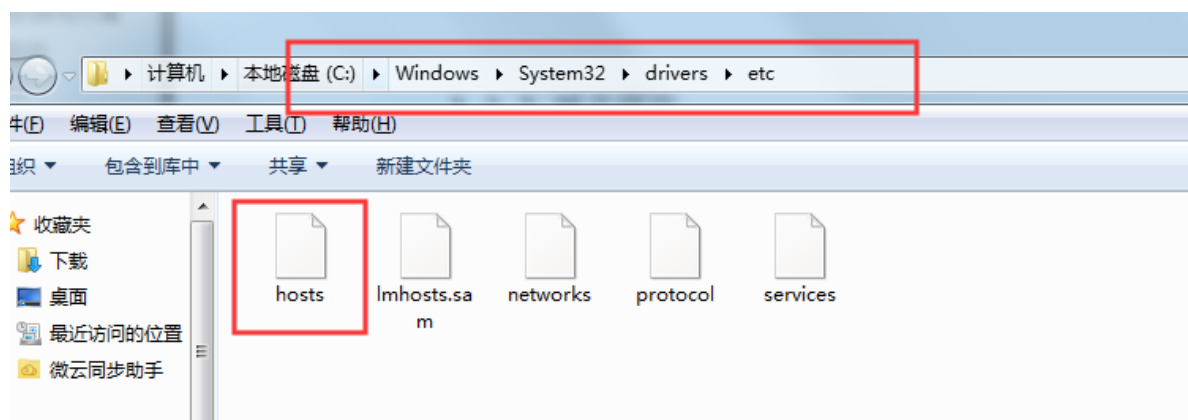 计算机 ▸ 本地磁盘 (C:) ▸ Windows ▸ System32 ▸ drivers ▸ etc
件(F) 编辑(E) 查看(V) 工具(T) 帮助(H)
组织 包含到库中 共享 新建文件夹
收藏夹
下载
桌面
最近访问的位置
微云同步助手
hosts
lmhosts.sa
m
networks
protocol
services